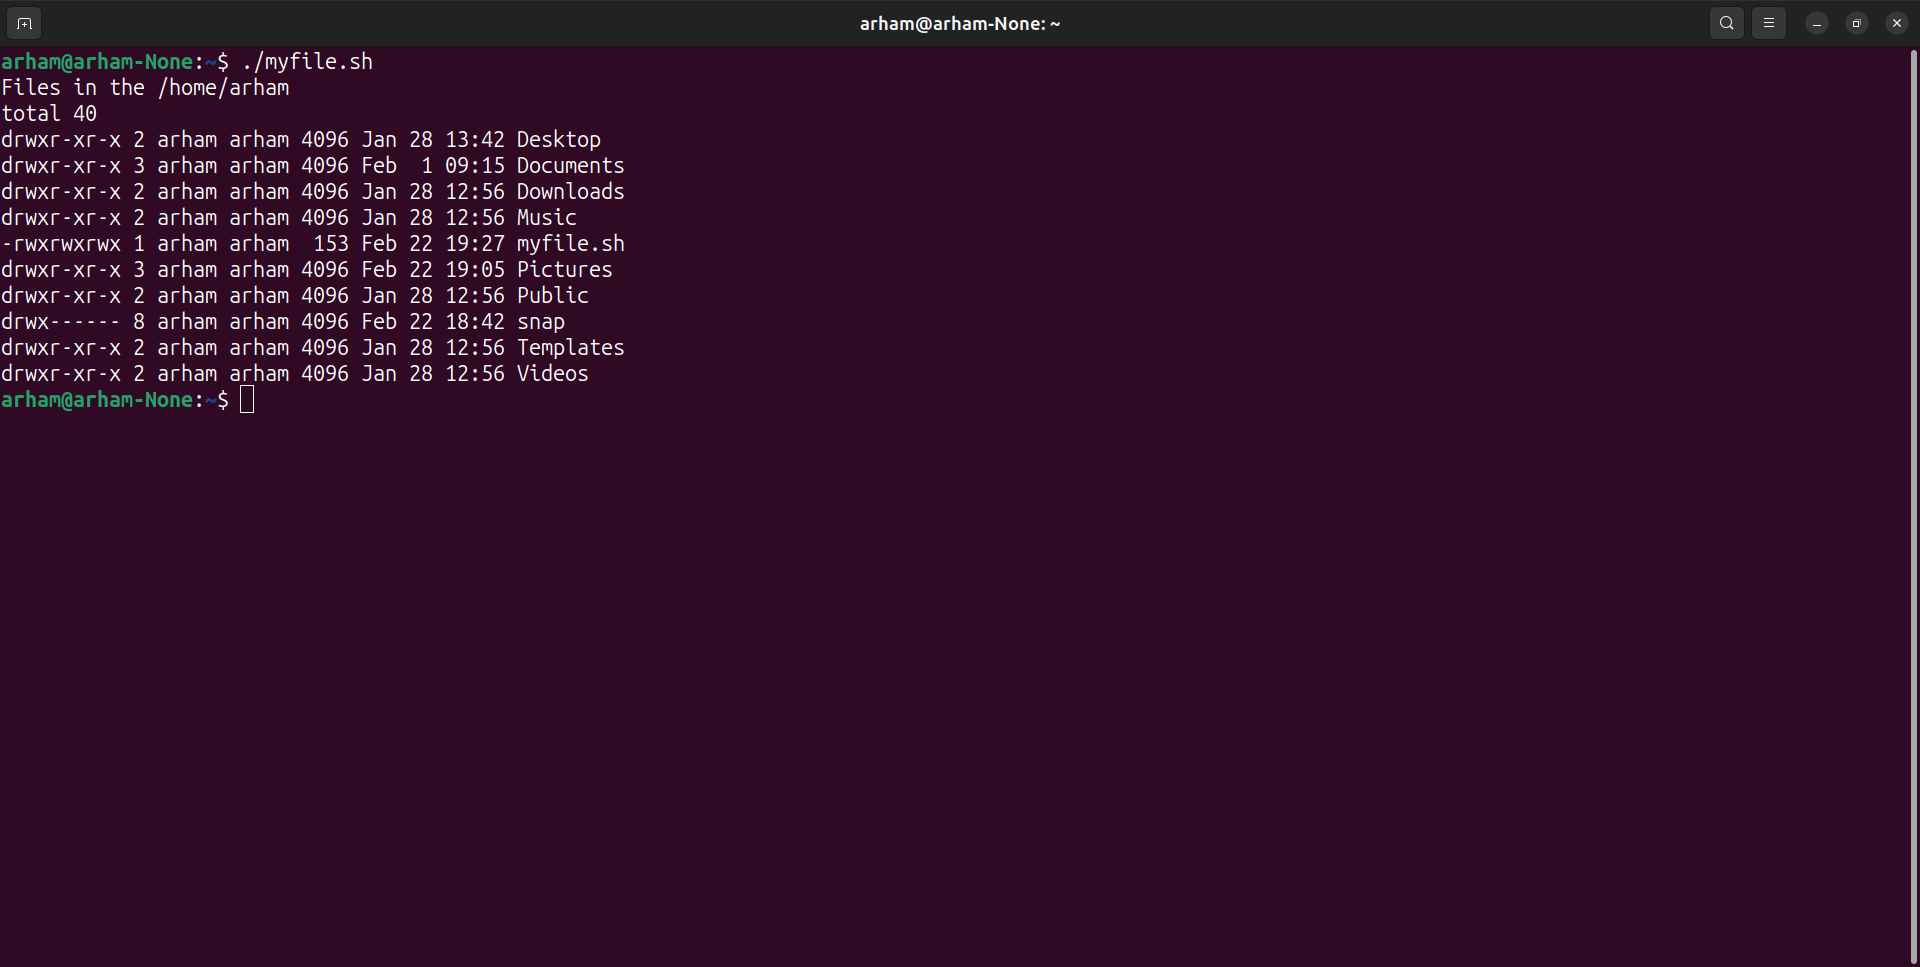 arham@arham-None: ~
arham@arham-None:~$ ./myfile.sh
Files in the /home/arham
total 40
drwxr-xr-x 2 arham arham 4096 Jan 28 13:42 Desktop
drwxr-xr-x 3 arham arham 4096 Feb  1 09:15 Documents
drwxr-xr-x 2 arham arham 4096 Jan 28 12:56 Downloads
drwxr-xr-x 2 arham arham 4096 Jan 28 12:56 Music
-rwxrwxrwx 1 arham arham  153 Feb 22 19:27 myfile.sh
drwxr-xr-x 3 arham arham 4096 Feb 22 19:05 Pictures
drwxr-xr-x 2 arham arham 4096 Jan 28 12:56 Public
drwx------ 8 arham arham 4096 Feb 22 18:42 snap
drwxr-xr-x 2 arham arham 4096 Jan 28 12:56 Templates
drwxr-xr-x 2 arham arham 4096 Jan 28 12:56 Videos
arham@arham-None:~$